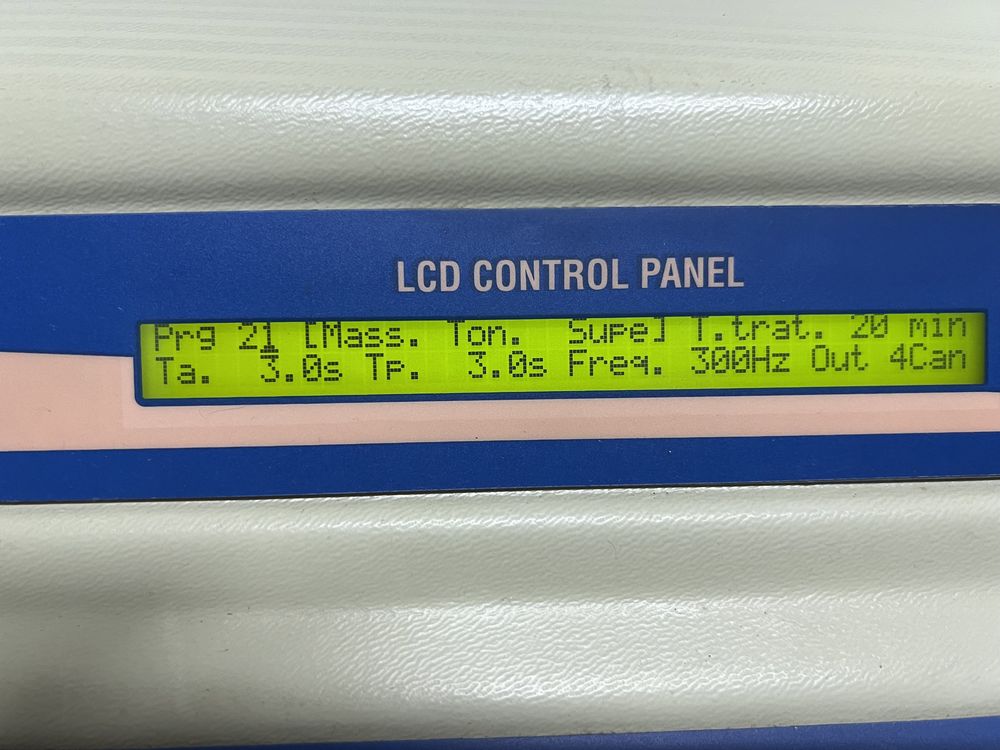 LCD CONTROL PANEL
Prg 21 [Mass. Ton. Supe] T.trat. 20 min
Ta. 3.0s Tp. 3.0s Freq. 300Hz Out 4Can